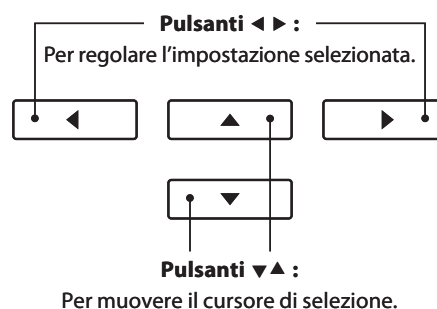 Pulsanti ◀ ▶ :
Per regolare l'impostazione selezionata.
Pulsanti ▼▲ :
Per muovere il cursore di selezione.